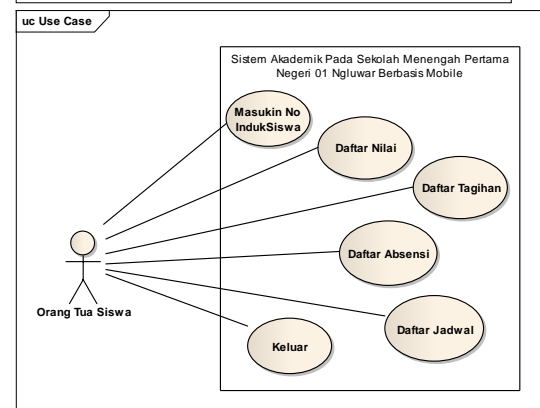 uc Use Case
Sistem Akademik Pada Sekolah Menengah Pertama
Negeri 01 Ngluwar Berbasis Mobile
Masukin No
IndukSiswa
Daftar Nilai
Daftar Tagihan
Daftar Absensi
Daftar Jadwal
Keluar
Orang Tua Siswa